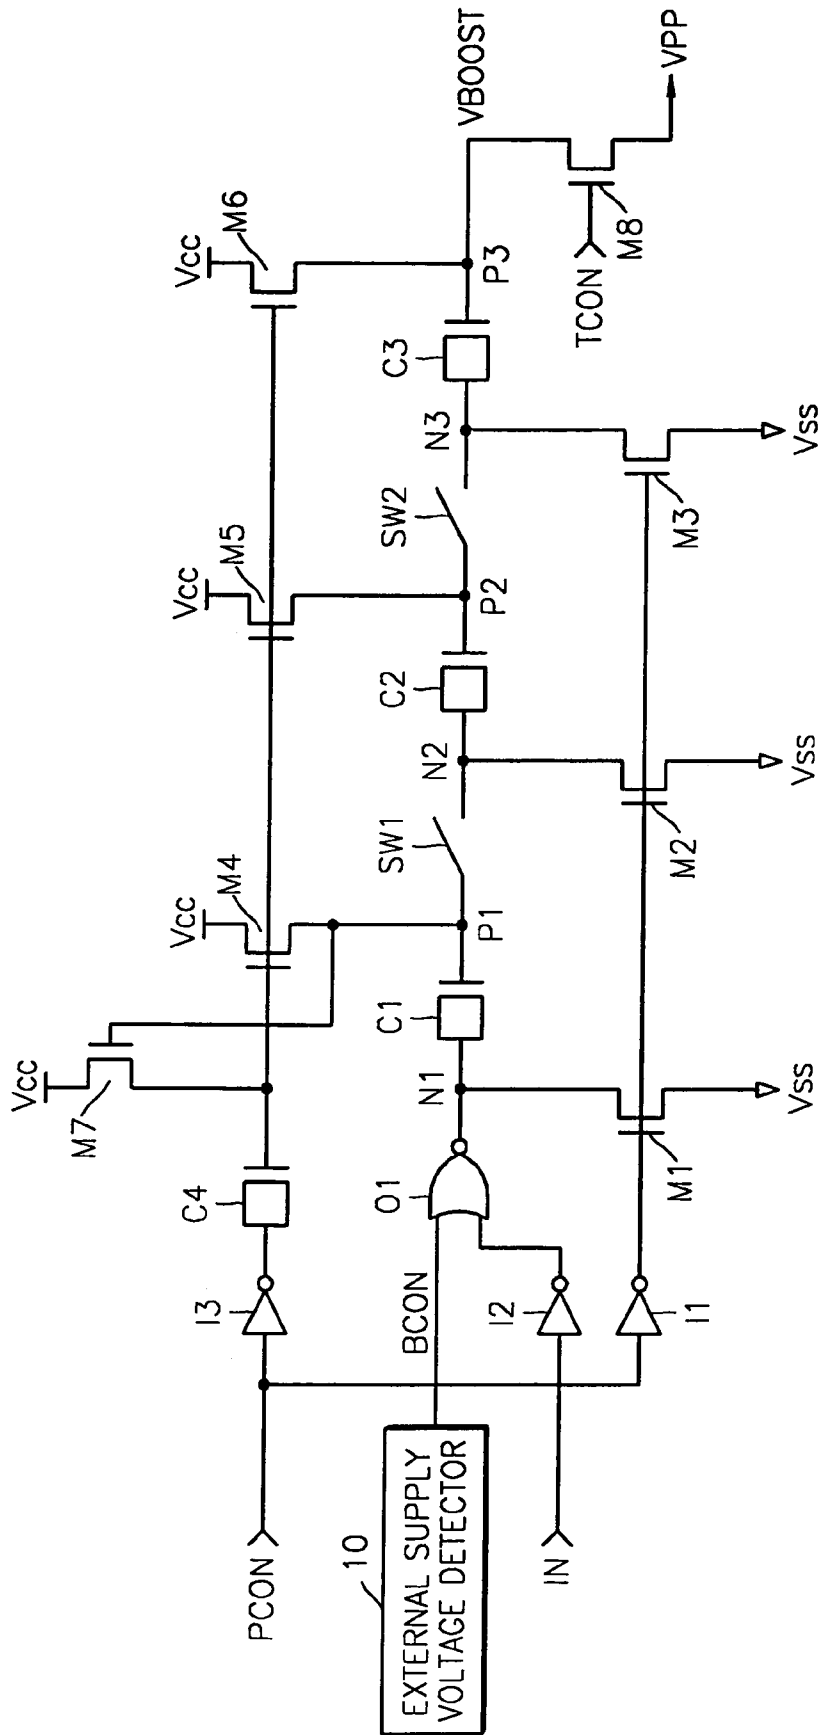 Vcc
M7
Vcc
M4
Vcc
M5
Vcc
M6
PCON
I3
C4
10
EXTERNAL SUPPLY
VOLTAGE DETECTOR
BCON
O1
N1
C1
P1
SW1
N2
C2
P2
SW2
N3
C3
P3
VBOOST
IN
I2
I1
M1
Vss
M2
Vss
M3
Vss
TCON
M8
VPP